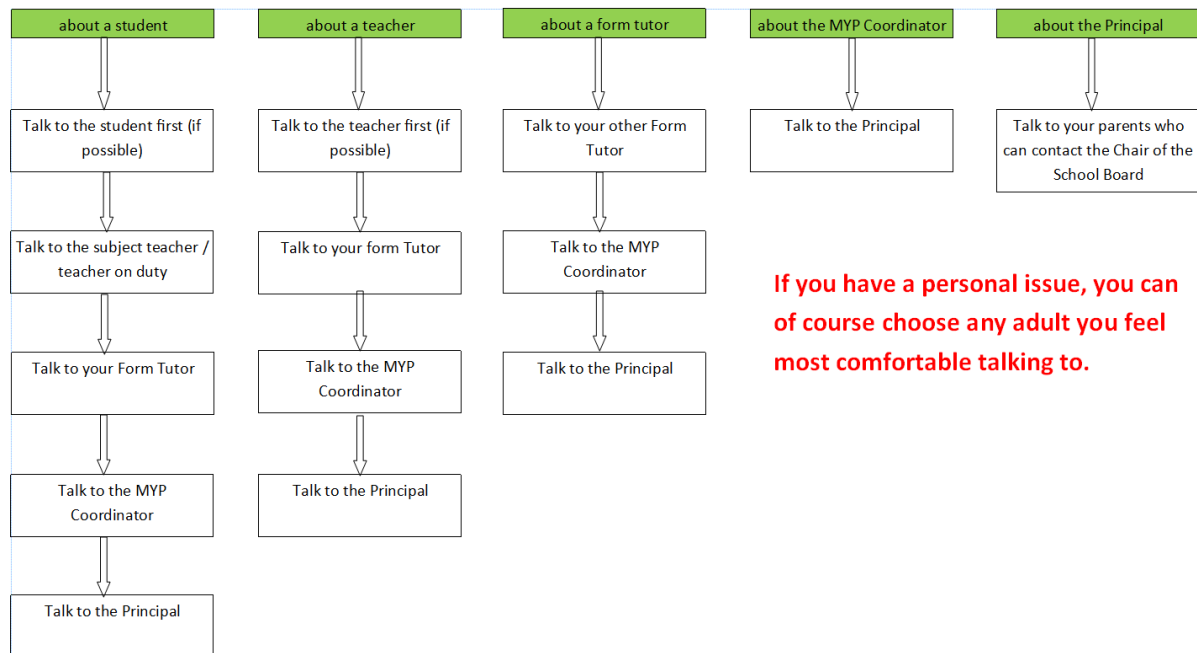 about a student
Talk to the student first (if
possible)
Talk to the subject teacher /
teacher on duty
Talk to your Form Tutor
Talk to the MYP
Coordinator
Talk to the Principal
about a teacher
Talk to the teacher first (if
possible)
Talk to your form Tutor
Talk to the MYP
Coordinator
Talk to the Principal
about a form tutor
Talk to your other Form
Tutor
Talk to the MYP
Coordinator
Talk to the Principal
about the MYP Coordinator
Talk to the Principal
about the Principal
Talk to your parents who
can contact the Chair of the
School Board
If you have a personal issue, you can
of course choose any adult you feel
most comfortable talking to.